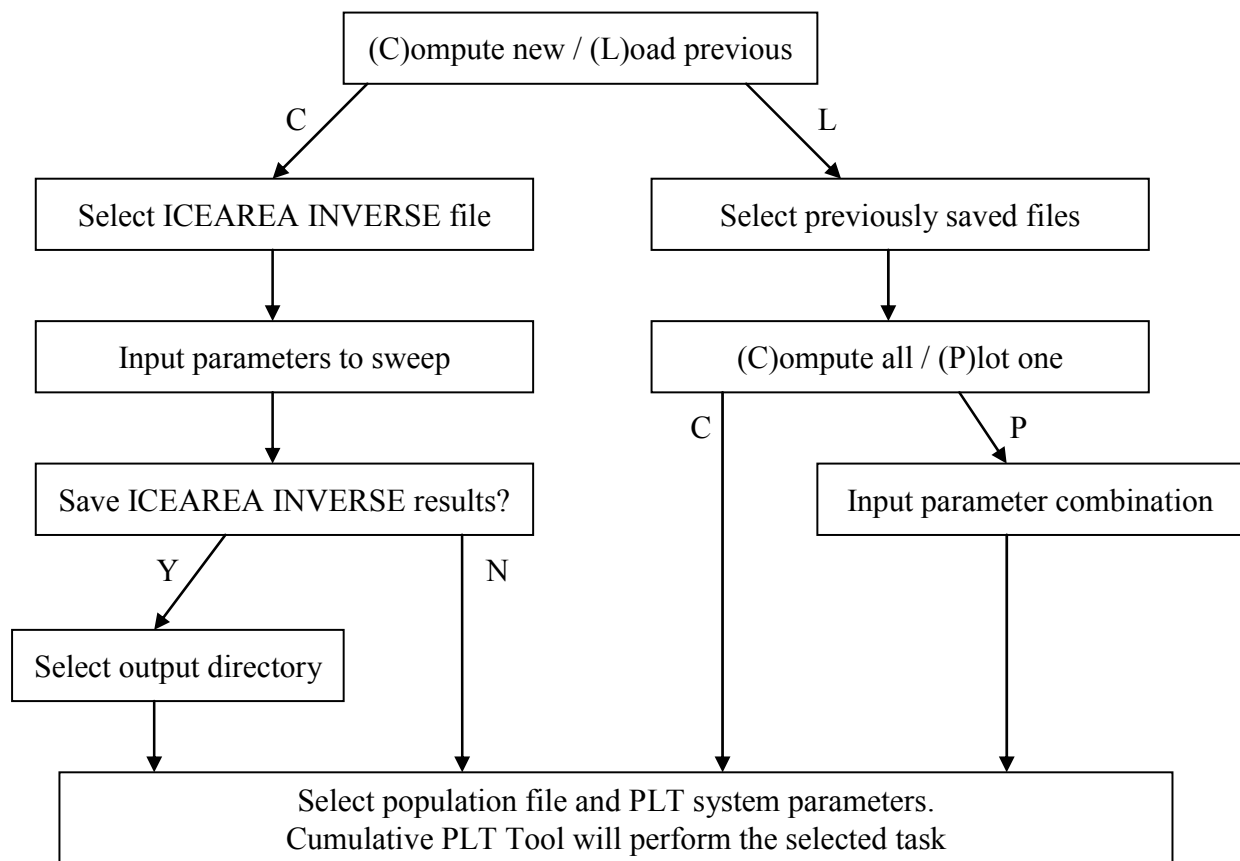 (C)ompute new / (L)oad previous
C
L
Select ICEAREA INVERSE file
Select previously saved files
Input parameters to sweep
(C)ompute all / (P)lot one
C
P
Save ICEAREA INVERSE results?
Input parameter combination
Y
N
Select output directory
Select population file and PLT system parameters.
Cumulative PLT Tool will perform the selected task